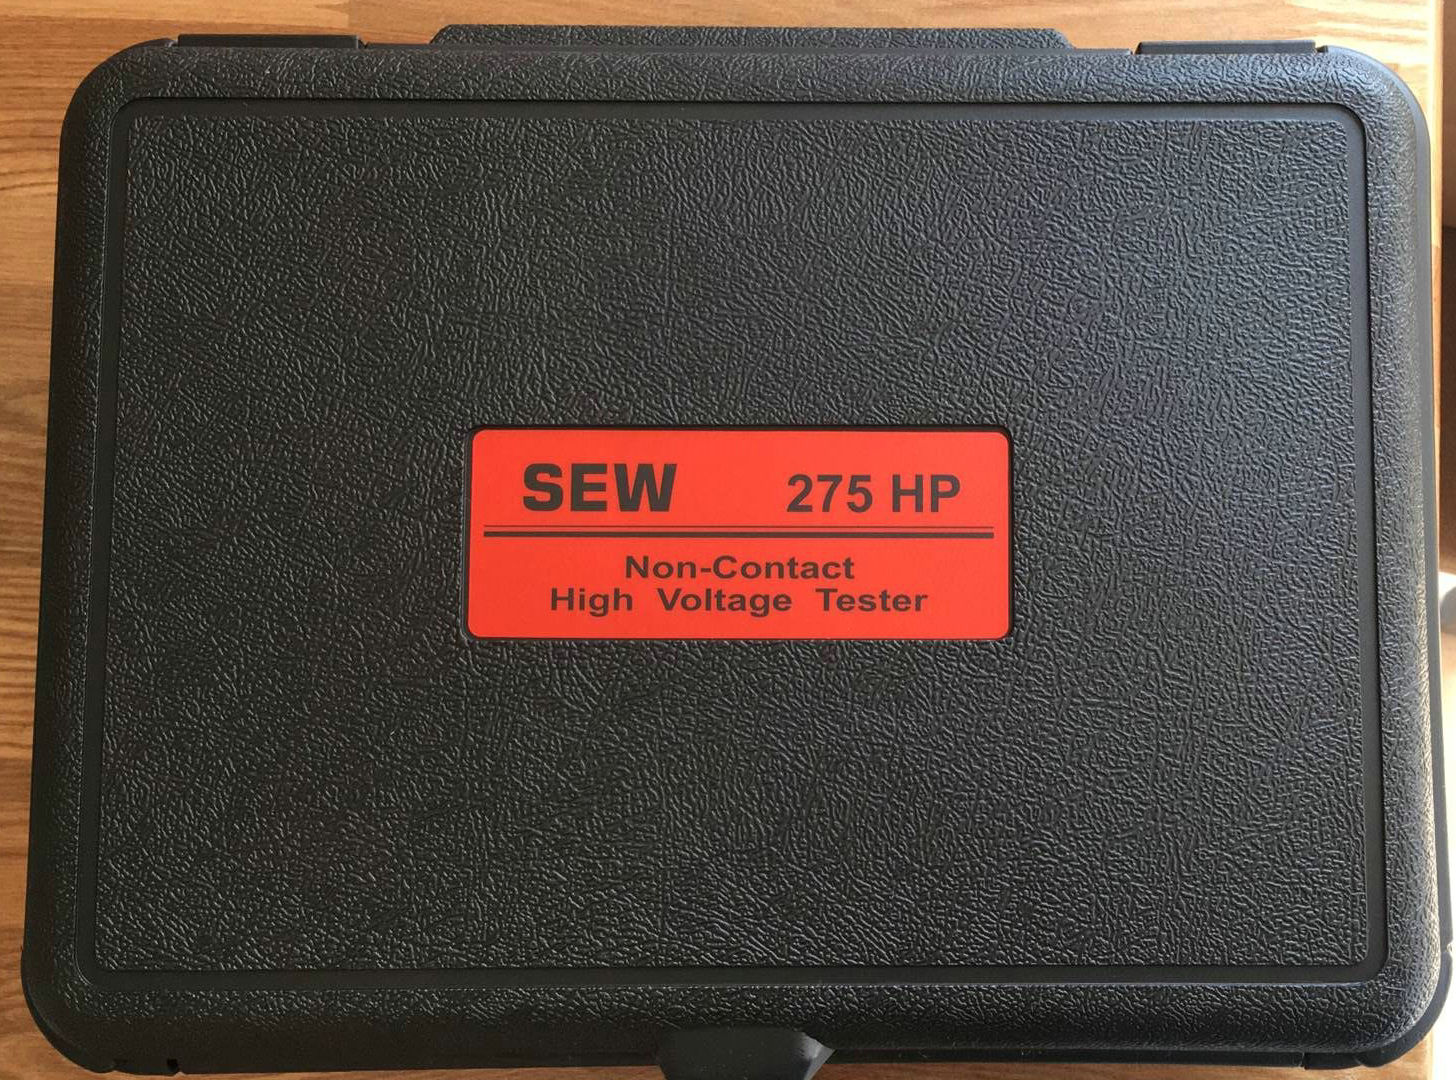 SEW 275 HP
Non-Contact
High Voltage Tester